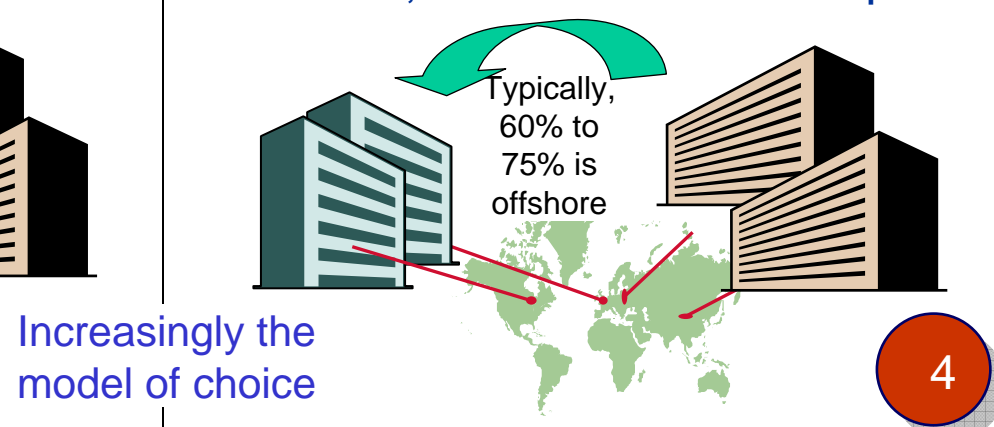 Typically,
60% to
75% is
offshore
Increasingly the
model of choice
4